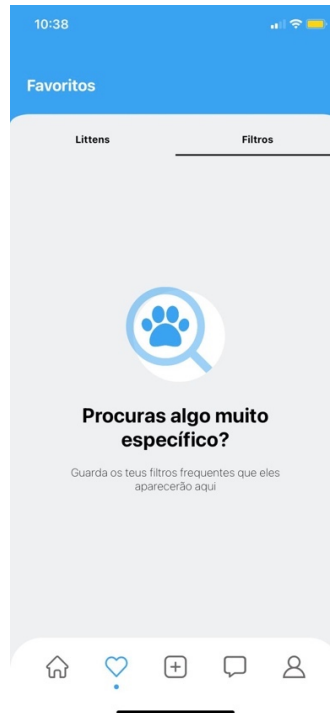 10:38
Favoritos
Littens
Filtros
Procuras algo muito
específico?
Guarda os teus filtros frequentes que eles
aparecerão aqui